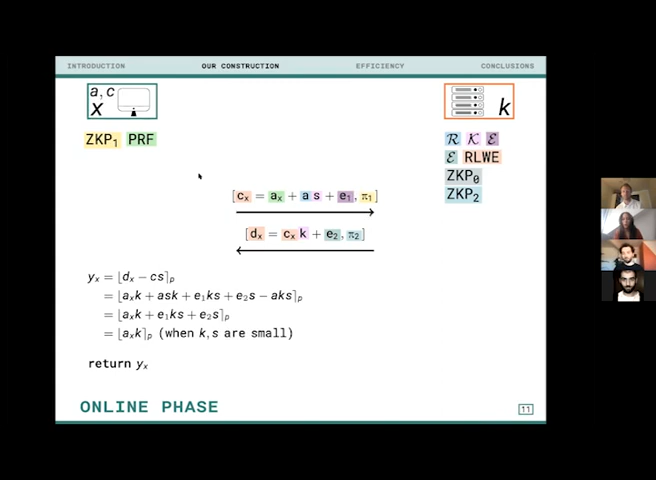 INTRODUCTION OUR CONSTRUCTION EFFICIENCY CONCLUSIONS
a, c
x
k
ZKP₁ PRF
ℛ 𝒦 ℰ
ℰ RLWE
ZKP₀
ZKP₂
[cₓ = aₓ + a s + e₁, π₁]
[dₓ = cₓ k + e₂, π₂]
yₓ = ⌊dₓ − cs⌉ₚ
= ⌊aₓk + ask + e₁ks + e₂s − aks⌉ₚ
= ⌊aₓk + e₁ks + e₂s⌉ₚ
= ⌊aₓk⌉ₚ (when k, s are small)
return yₓ
ONLINE PHASE
11